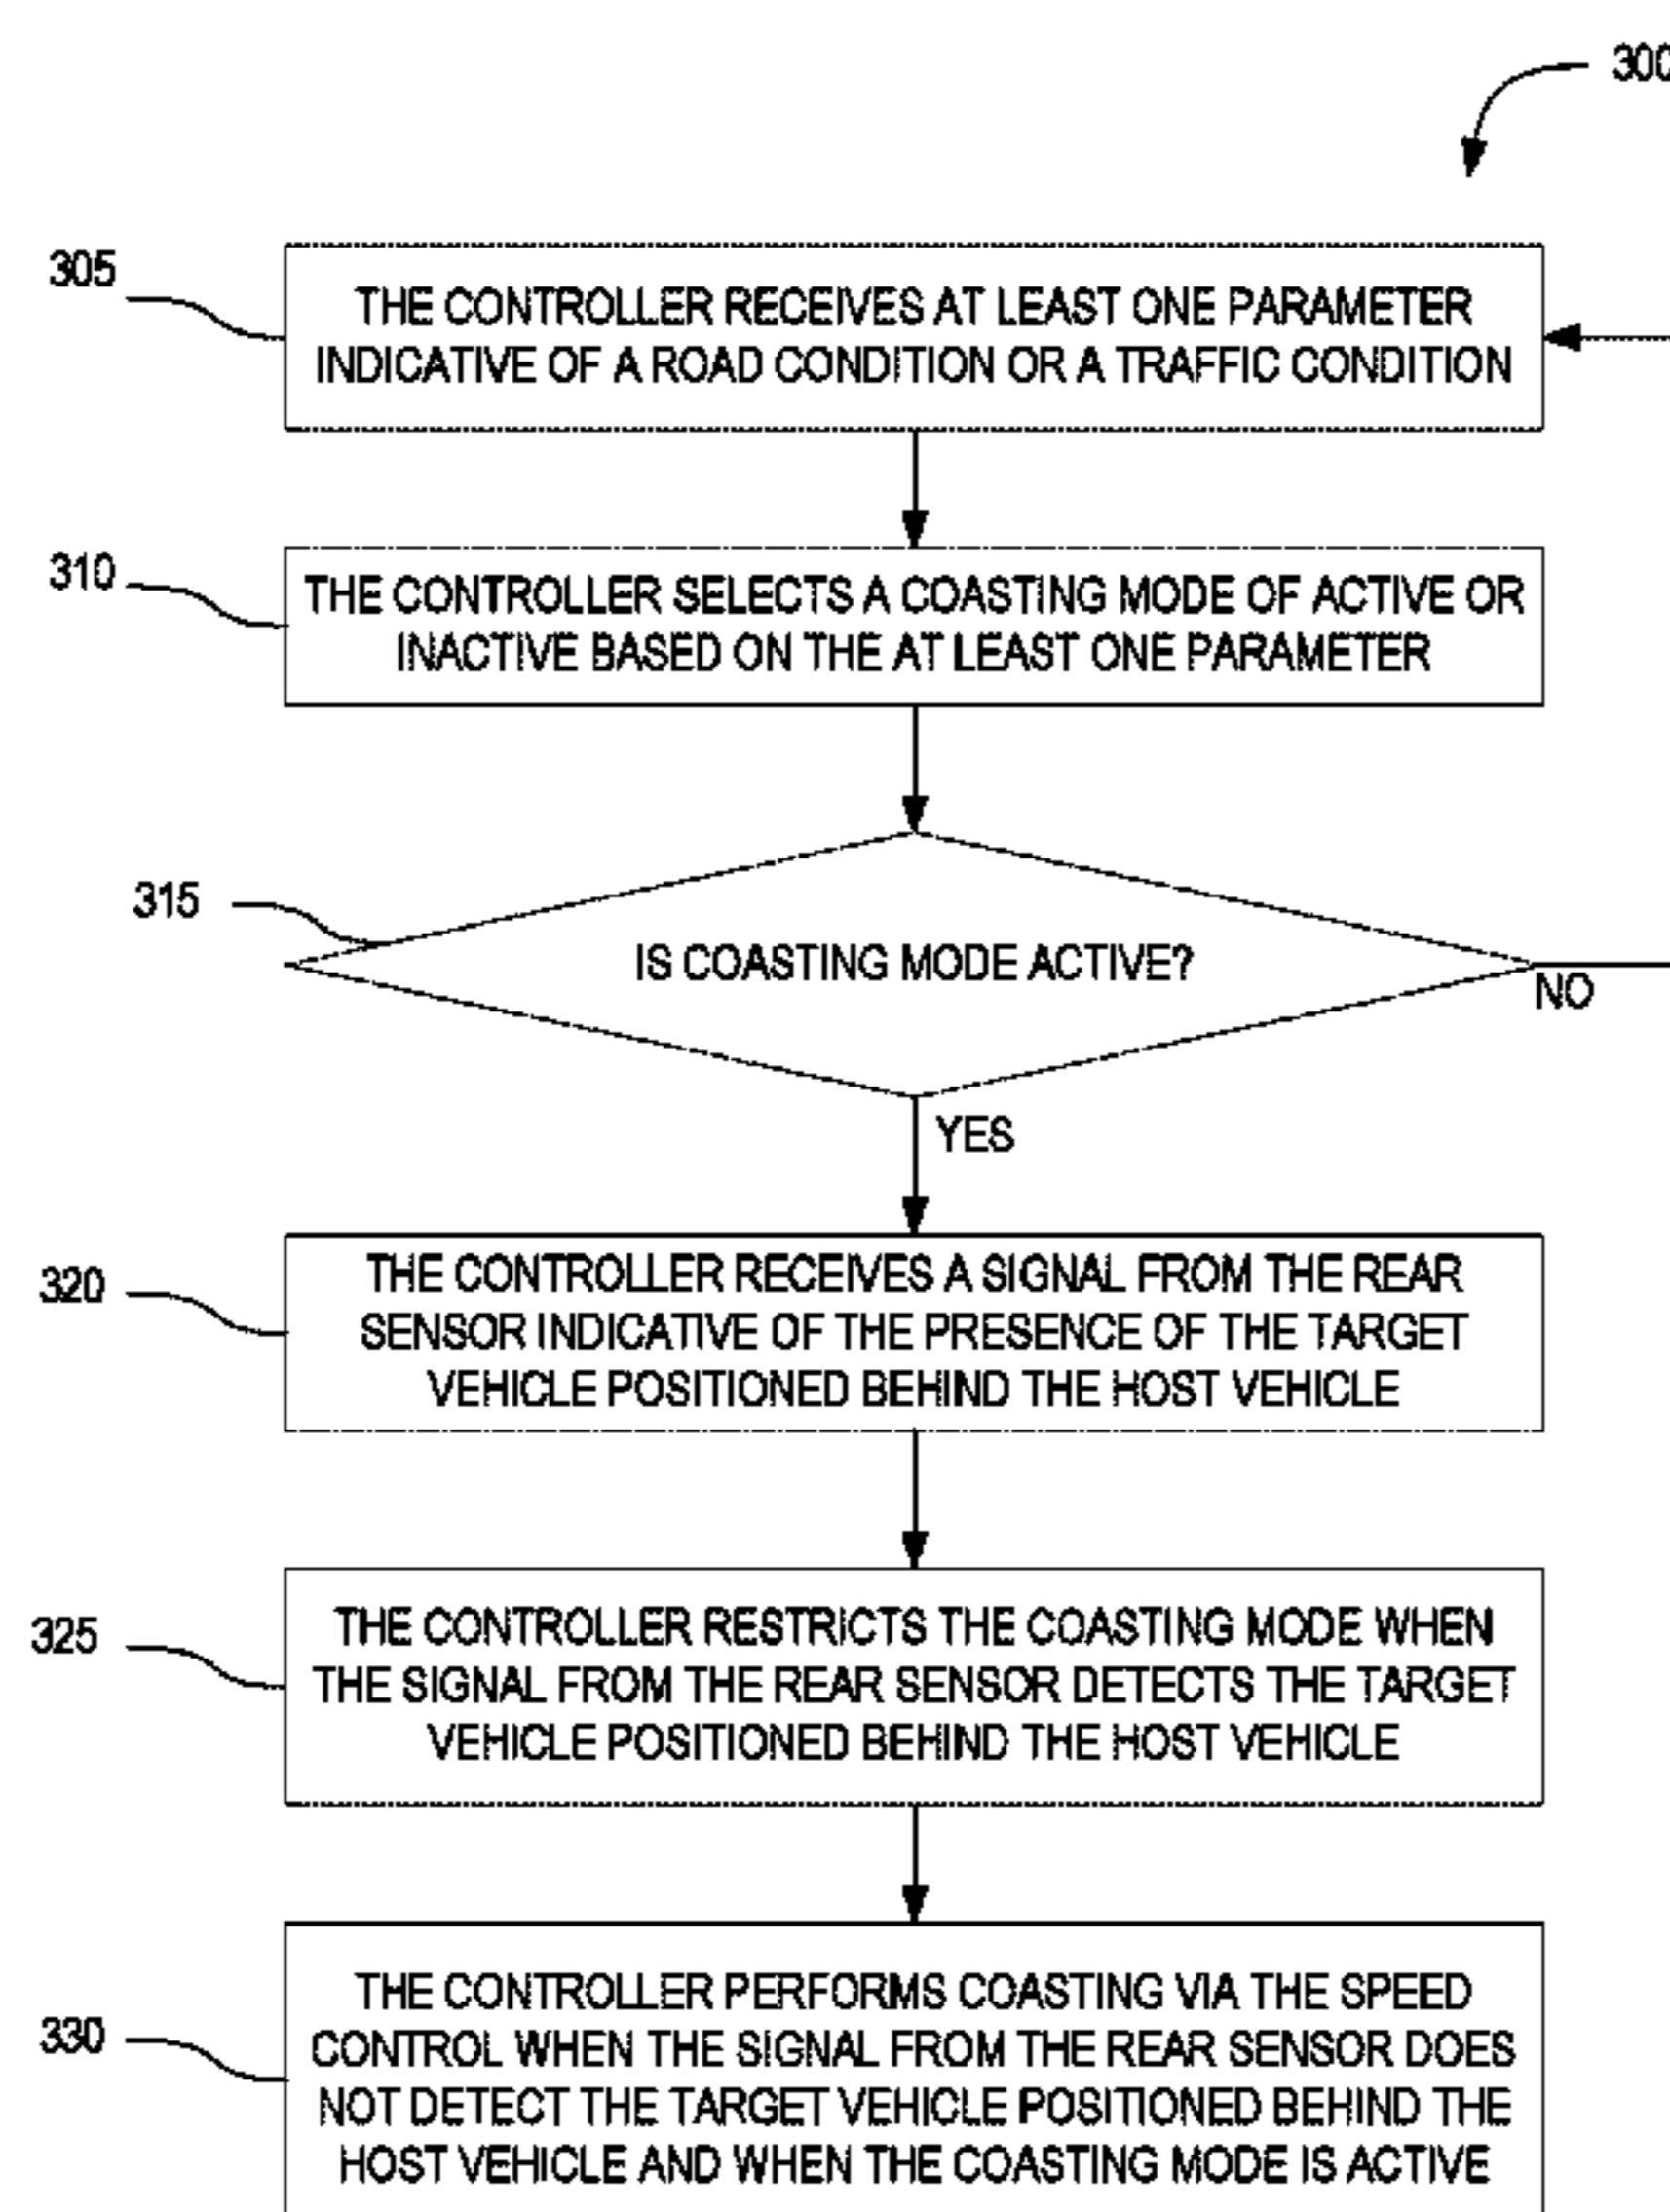 300
305
THE CONTROLLER RECEIVES AT LEAST ONE PARAMETER
INDICATIVE OF A ROAD CONDITION OR A TRAFFIC CONDITION
310
THE CONTROLLER SELECTS A COASTING MODE OF ACTIVE OR
INACTIVE BASED ON THE AT LEAST ONE PARAMETER
315
IS COASTING MODE ACTIVE?
NO
YES
320
THE CONTROLLER RECEIVES A SIGNAL FROM THE REAR
SENSOR INDICATIVE OF THE PRESENCE OF THE TARGET
VEHICLE POSITIONED BEHIND THE HOST VEHICLE
325
THE CONTROLLER RESTRICTS THE COASTING MODE WHEN
THE SIGNAL FROM THE REAR SENSOR DETECTS THE TARGET
VEHICLE POSITIONED BEHIND THE HOST VEHICLE
330
THE CONTROLLER PERFORMS COASTING VIA THE SPEED
CONTROL WHEN THE SIGNAL FROM THE REAR SENSOR DOES
NOT DETECT THE TARGET VEHICLE POSITIONED BEHIND THE
HOST VEHICLE AND WHEN THE COASTING MODE IS ACTIVE